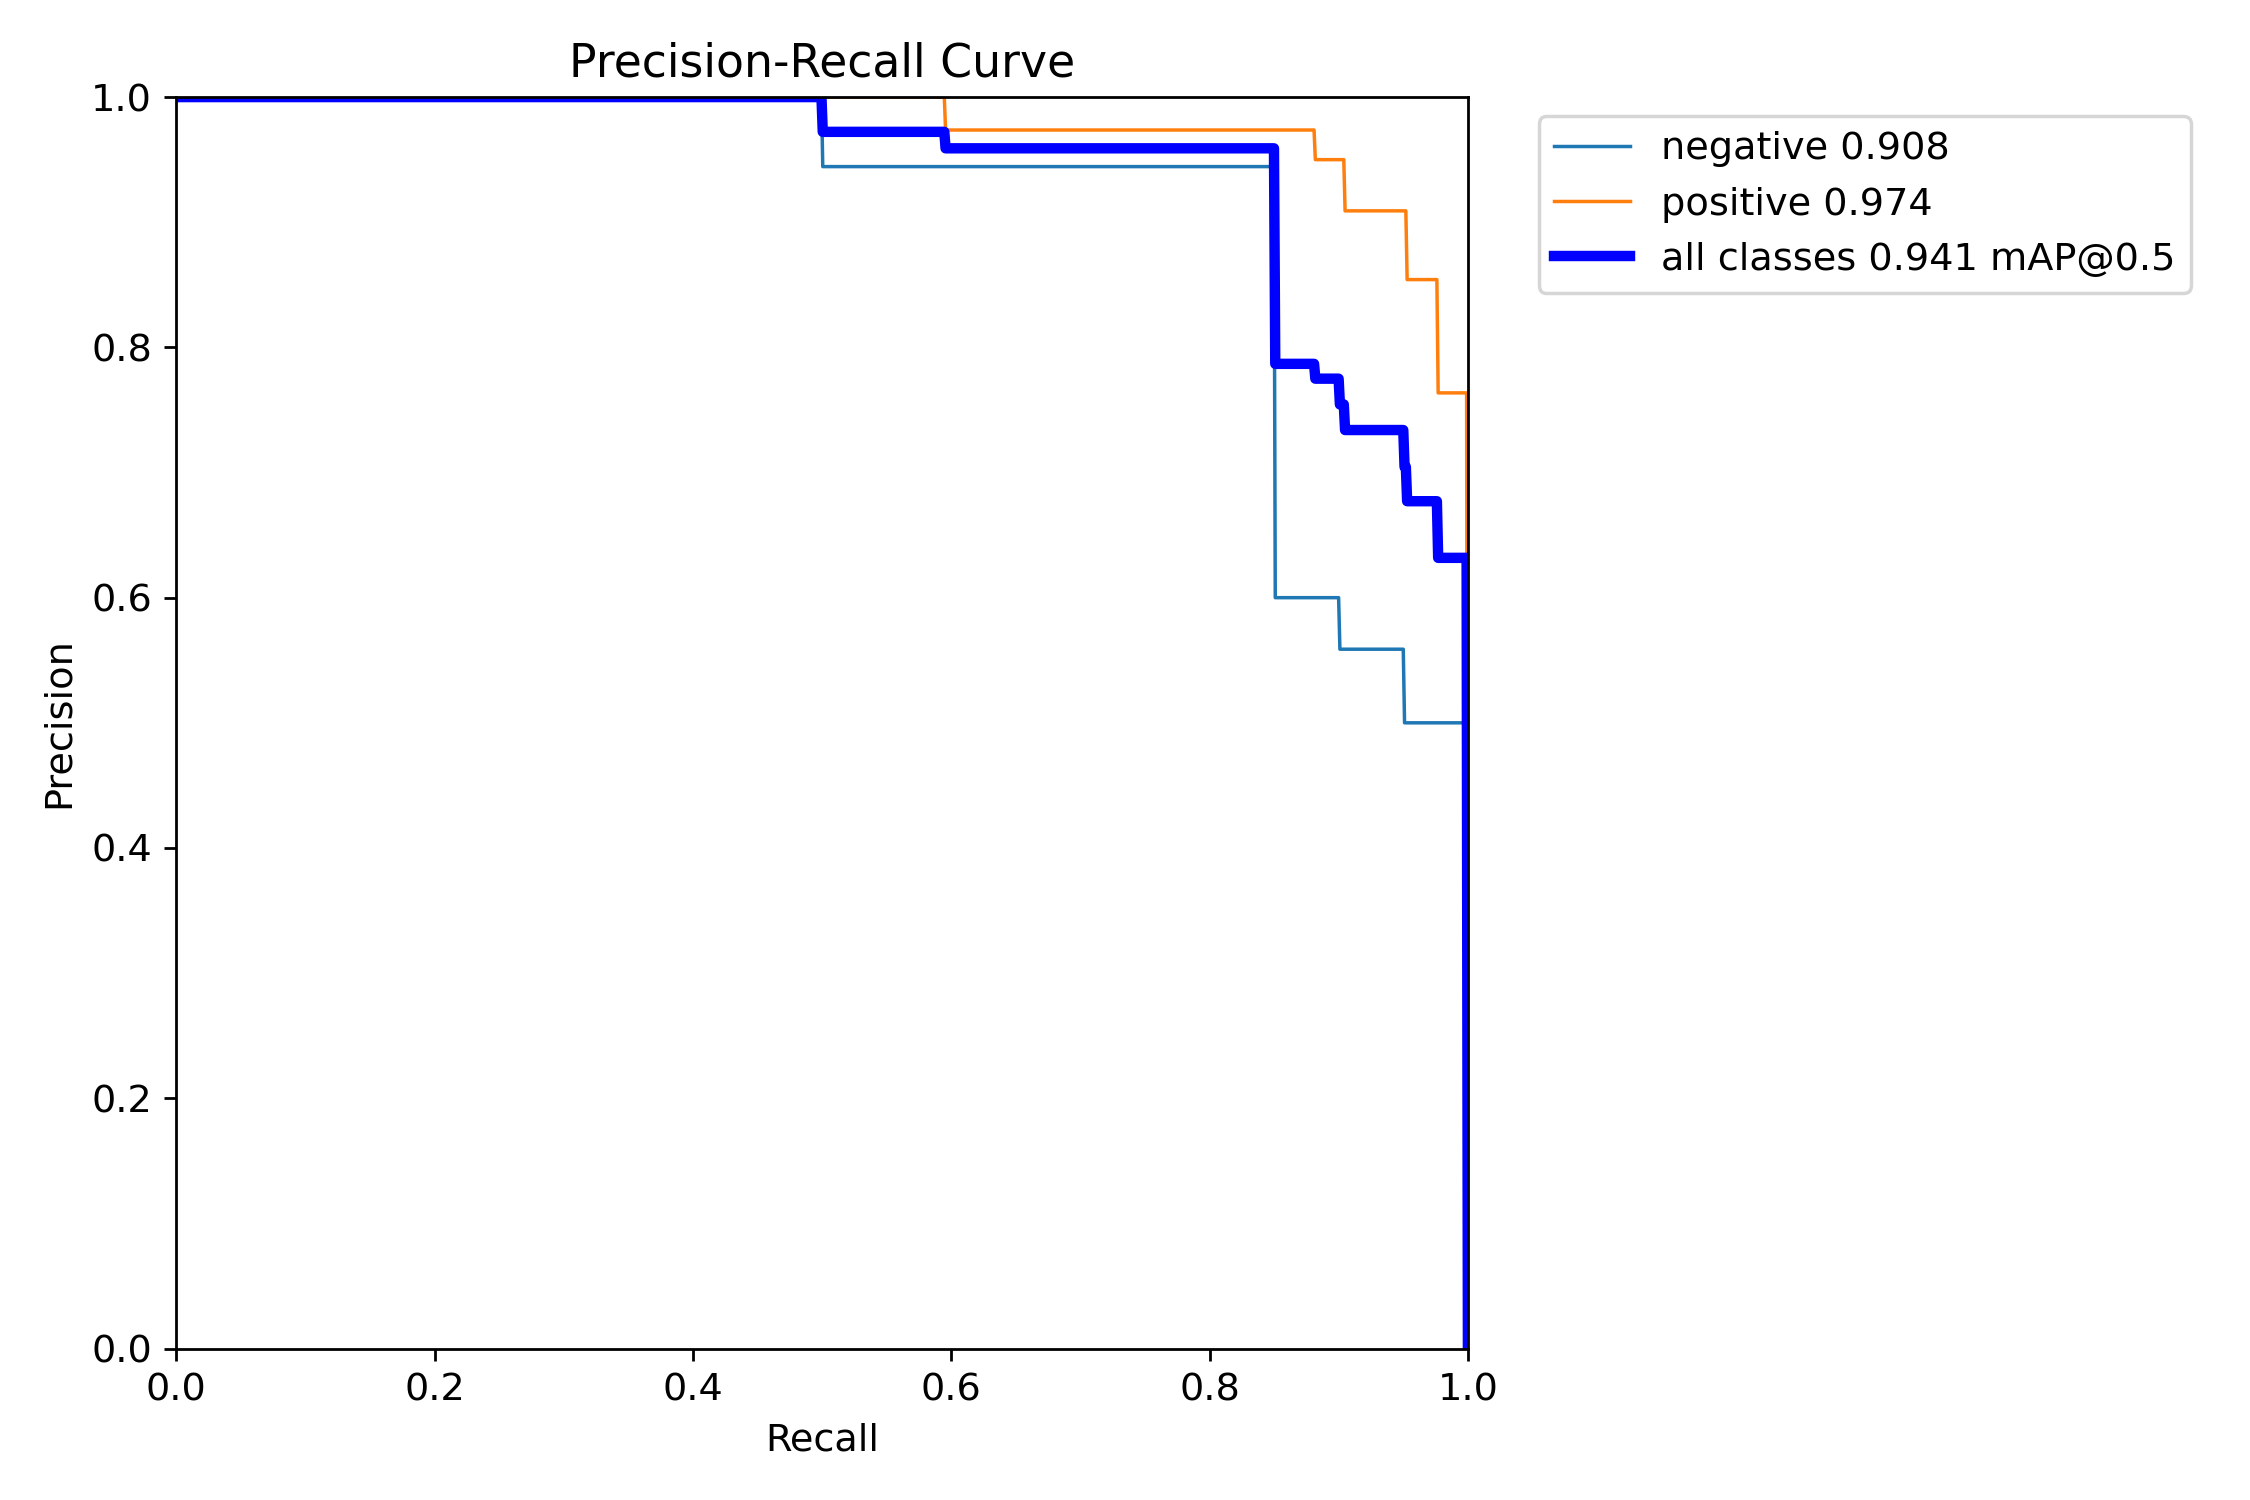 Precision-Recall Curve
1.0
0.8
0.6
0.4
0.2
0.0
Precision
0.0 0.2 0.4 0.6 0.8 1.0
Recall
negative 0.908
positive 0.974
all classes 0.941 mAP@0.5